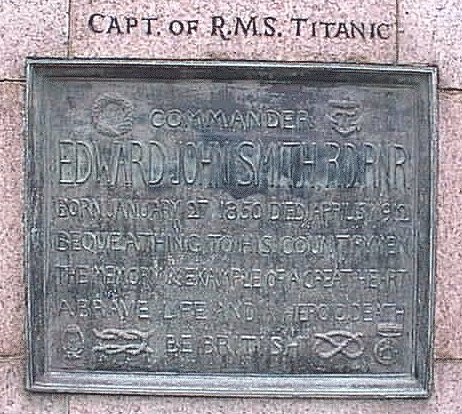 CAPT. OF R.M.S. TITANIC
COMMANDER
EDWARD JOHN SMITH. R.D. R.N.R.
BORN JANUARY 27 1850 DIED APRIL 15 1912
BEQUEATHING TO HIS COUNTRYMEN
THE MEMORY & EXAMPLE OF A GREAT HEART
A BRAVE LIFE AND A HEROIC DEATH
BE BRITISH